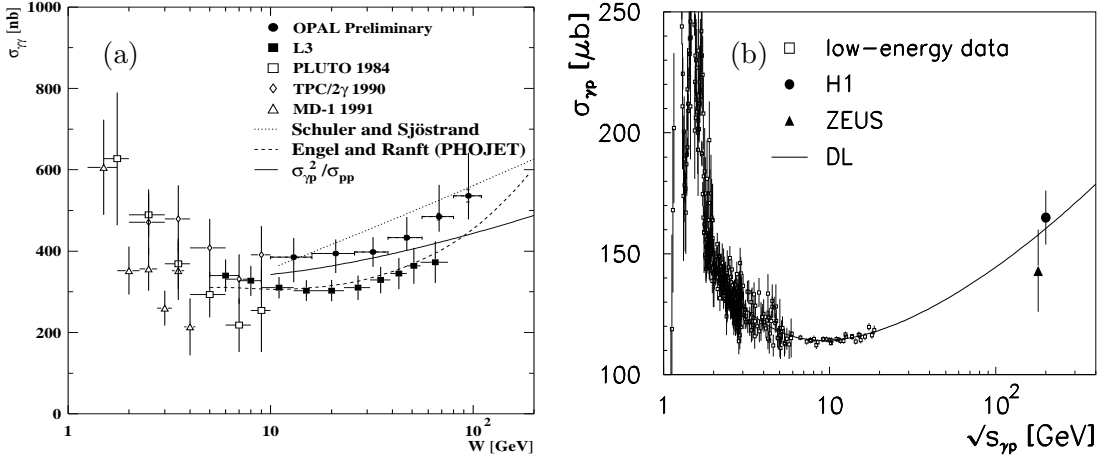 σγγ [nb]
1000
800
600
400
200
0
(a)
OPAL Preliminary
L3
PLUTO 1984
TPC/2γ 1990
MD-1 1991
Schuler and Sjöstrand
Engel and Ranft (PHOJET)
σγp² /σpp
1 10 10²
W [GeV]
σγp [μb]
250
200
150
100
(b)
low-energy data
H1
ZEUS
DL
1 10 10²
√sγp [GeV]